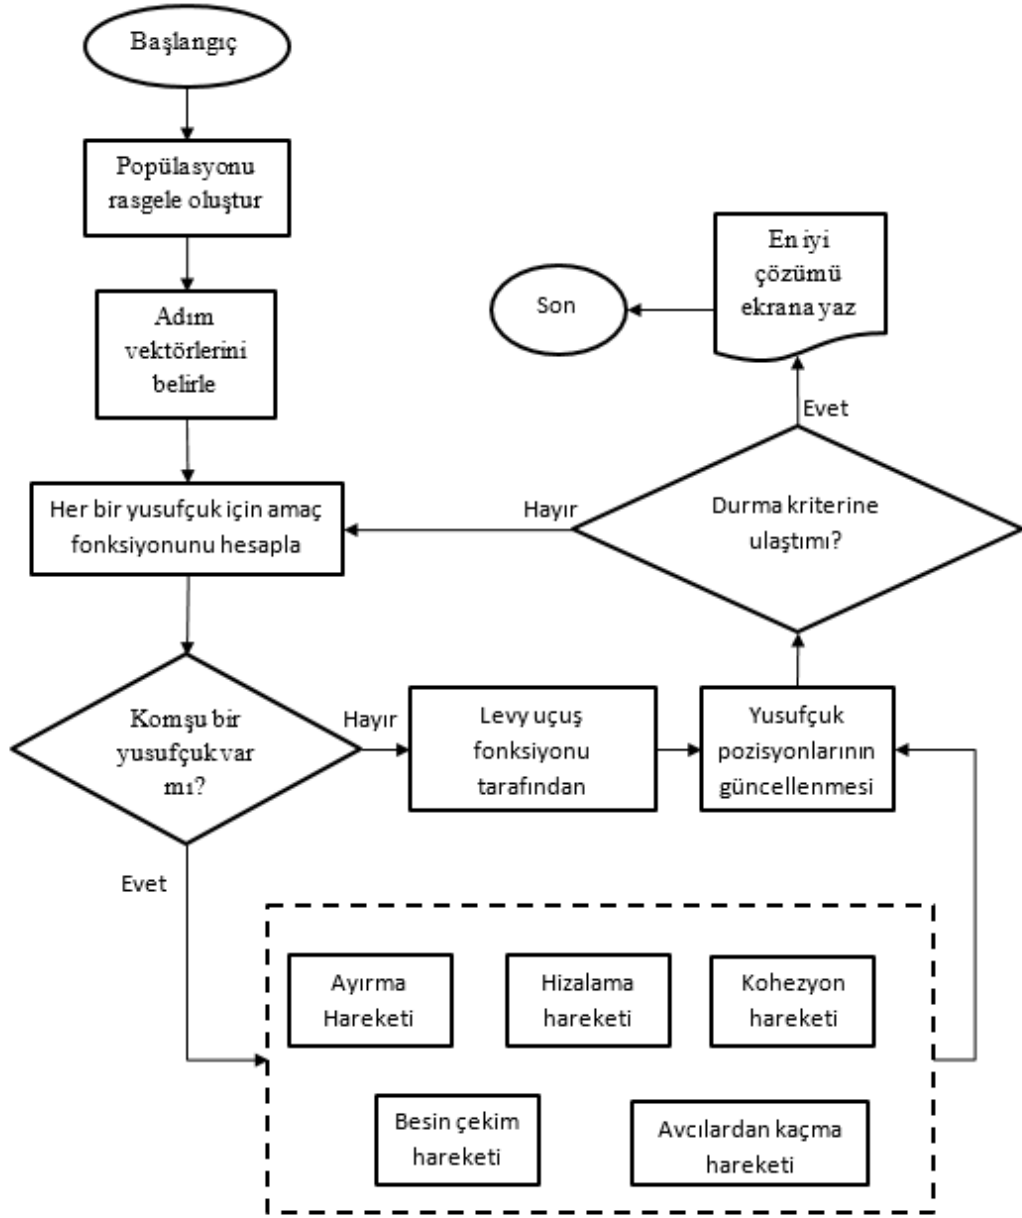 Başlangıç
Popülasyonu
rasgele oluştur
Adım
vektörlerini
belirle
Her bir yusufçuk için amaç
fonksiyonunu hesapla
Komşu bir
yusufçuk var
mı?
Hayır
Evet
Levy uçuş
fonksiyonu
tarafından
Yusufçuk
pozisyonlarının
güncellenmesi
Ayırma
Hareketi
Hizalama
hareketi
Kohezyon
hareketi
Besin çekim
hareketi
Avcılardan kaçma
hareketi
Durma kriterine
ulaştımı?
Hayır
Evet
En iyi
çözümü
ekrana yaz
Son